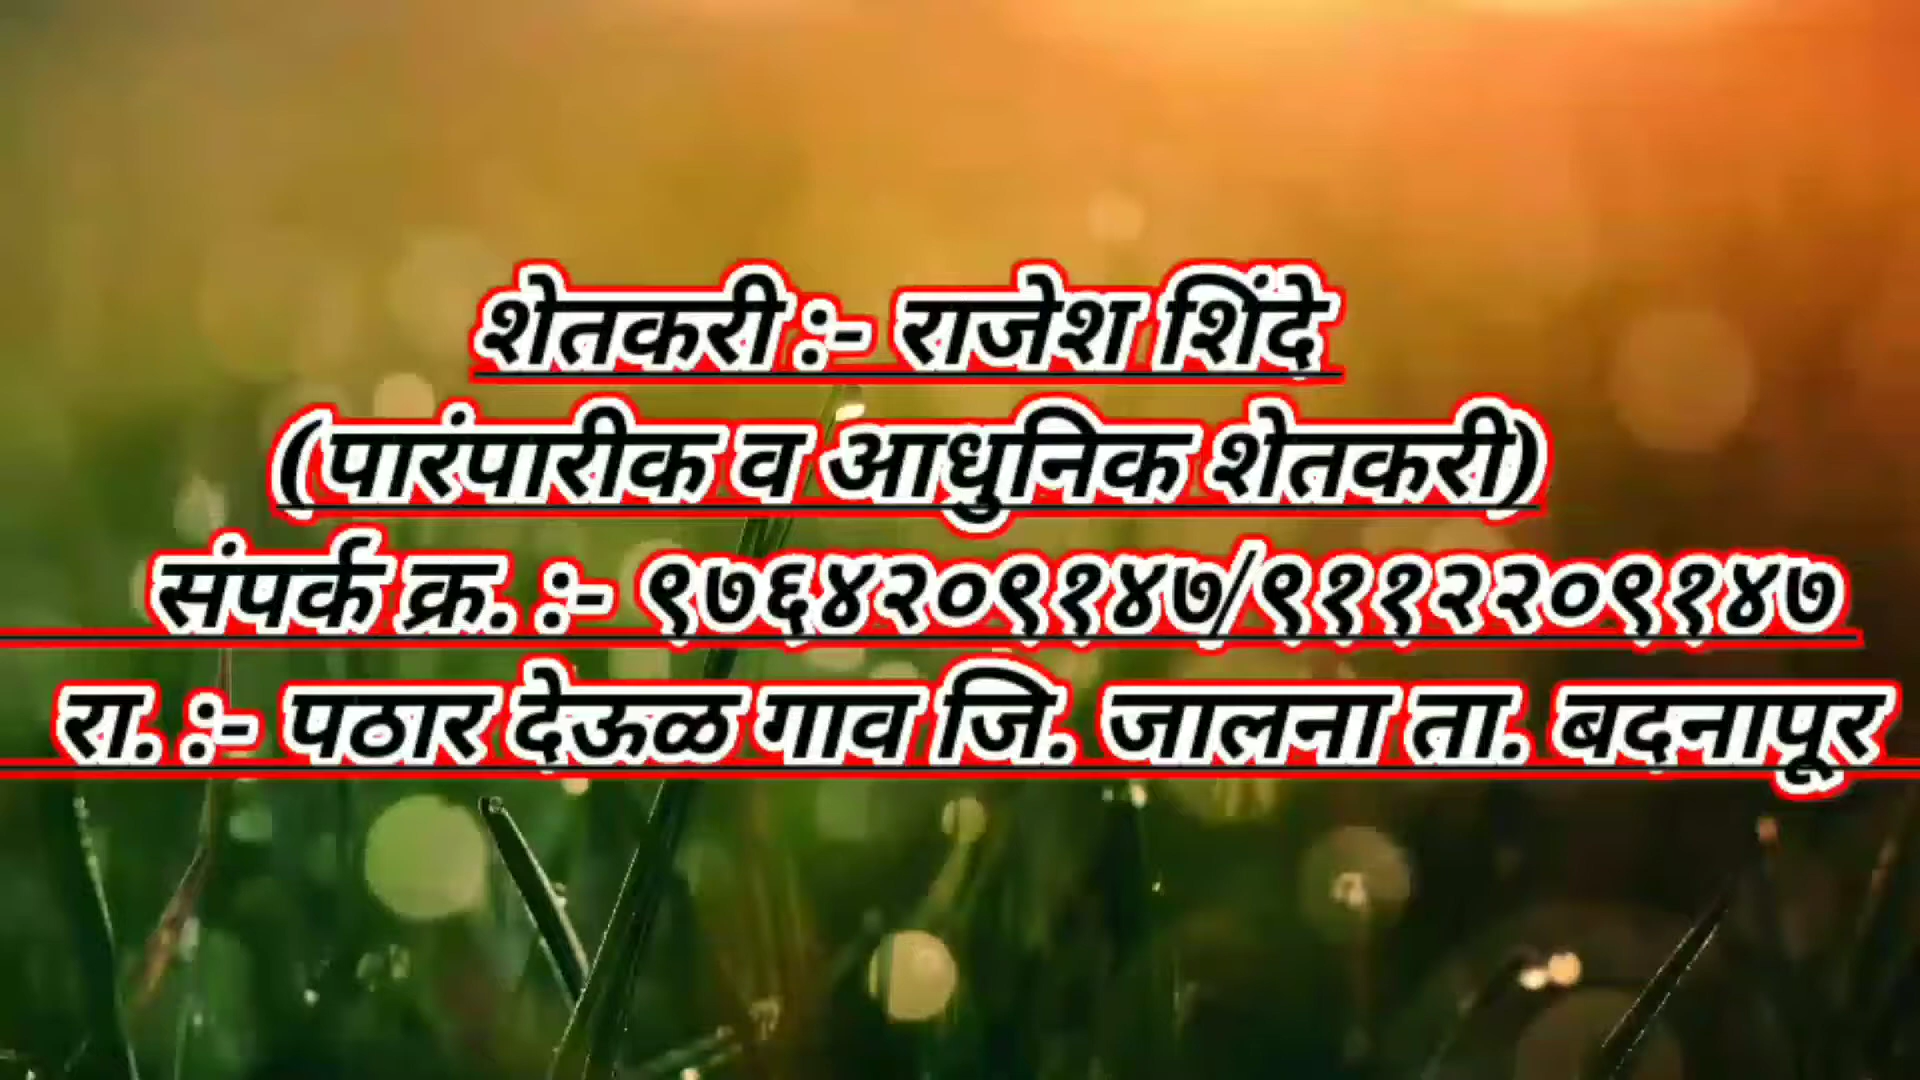 शेतकरी :- राजेश शिंदे
(पारंपारीक व आधुनिक शेतकरी)
संपर्क क्र. :- ९७६४२०९१४७/९११२२०९१४७
रा. :- पठार देऊळ गाव जि. जालना ता. बदनापूर